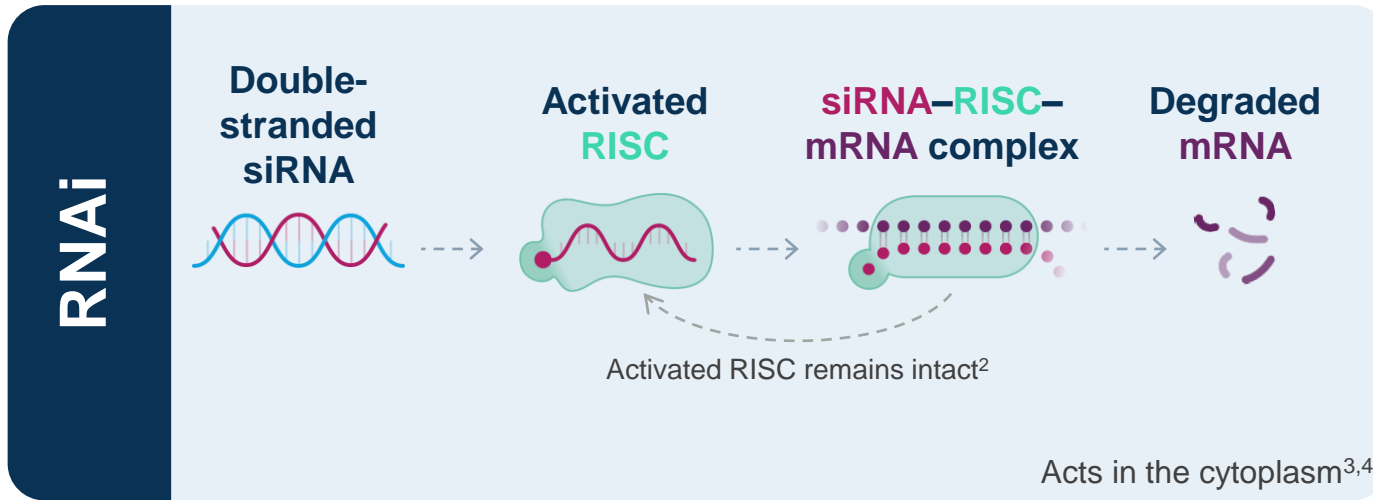 RNAi
Double-
stranded
siRNA
Activated
RISC
siRNA–RISC–
mRNA complex
Degraded
mRNA
Activated RISC remains intact²
Acts in the cytoplasm³,⁴